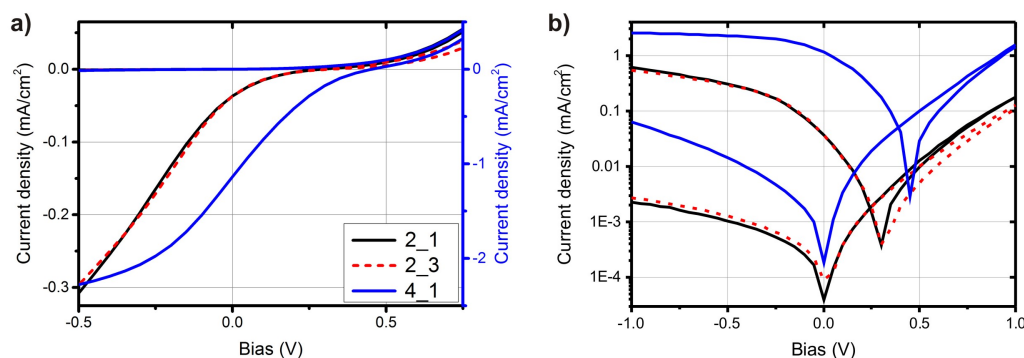 a)
Current density (mA/cm²)
0.0
-0.1
-0.2
-0.3
-0.5
0.0
0.5
Bias (V)
0
-1
-2
Current density (mA/cm²)
2_1
2_3
4_1
b)
Current density (mA/cm²)
1
0.1
0.01
1E-3
1E-4
-1.0
-0.5
0.0
0.5
1.0
Bias (V)